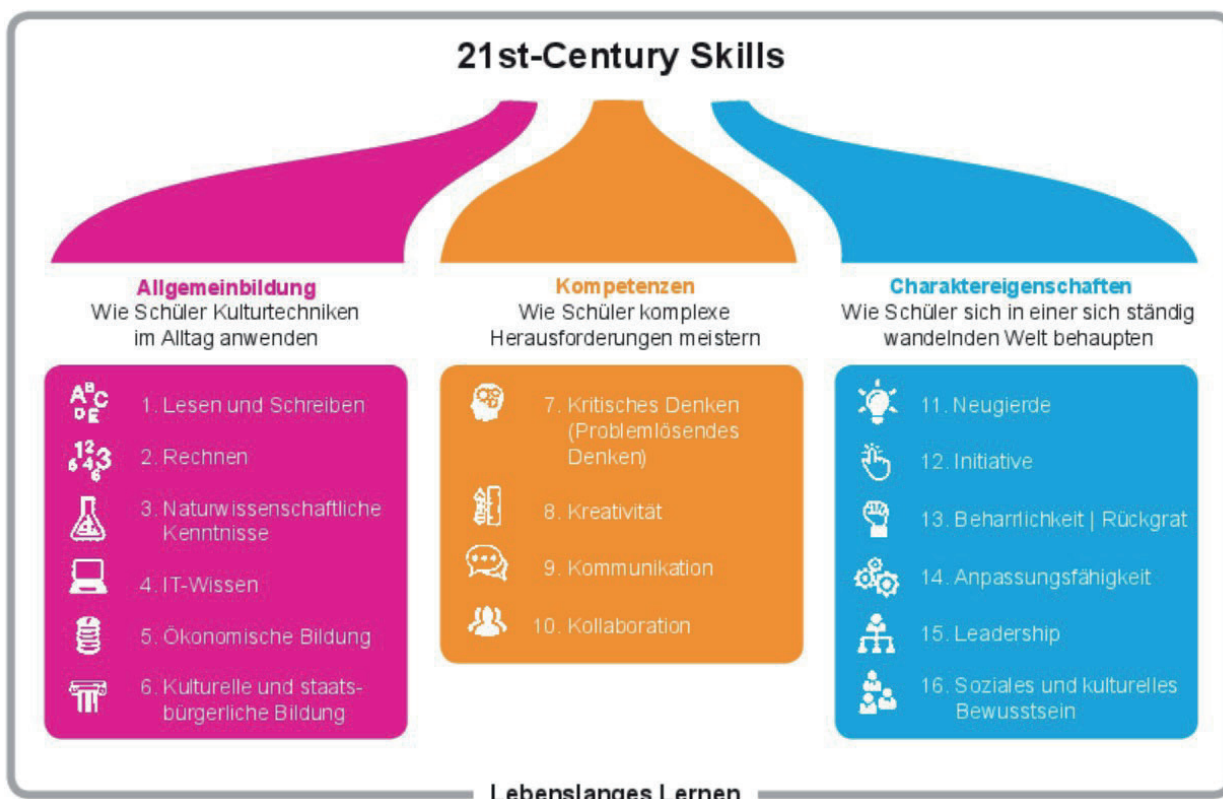 21st-Century Skills
Allgemeinbildung
Wie Schüler Kulturtechniken
im Alltag anwenden
1. Lesen und Schreiben
2. Rechnen
3. Naturwissenschaftliche
Kenntnisse
4. IT-Wissen
5. Ökonomische Bildung
6. Kulturelle und staats-
bürgerliche Bildung
Kompetenzen
Wie Schüler komplexe
Herausforderungen meistern
7. Kritisches Denken
(Problemlösendes
Denken)
8. Kreativität
9. Kommunikation
10. Kollaboration
Charaktereigenschaften
Wie Schüler sich in einer sich ständig
wandelnden Welt behaupten
11. Neugierde
12. Initiative
13. Beharrlichkeit | Rückgrat
14. Anpassungsfähigkeit
15. Leadership
16. Soziales und kulturelles
Bewusstsein
Lebenslanges Lernen